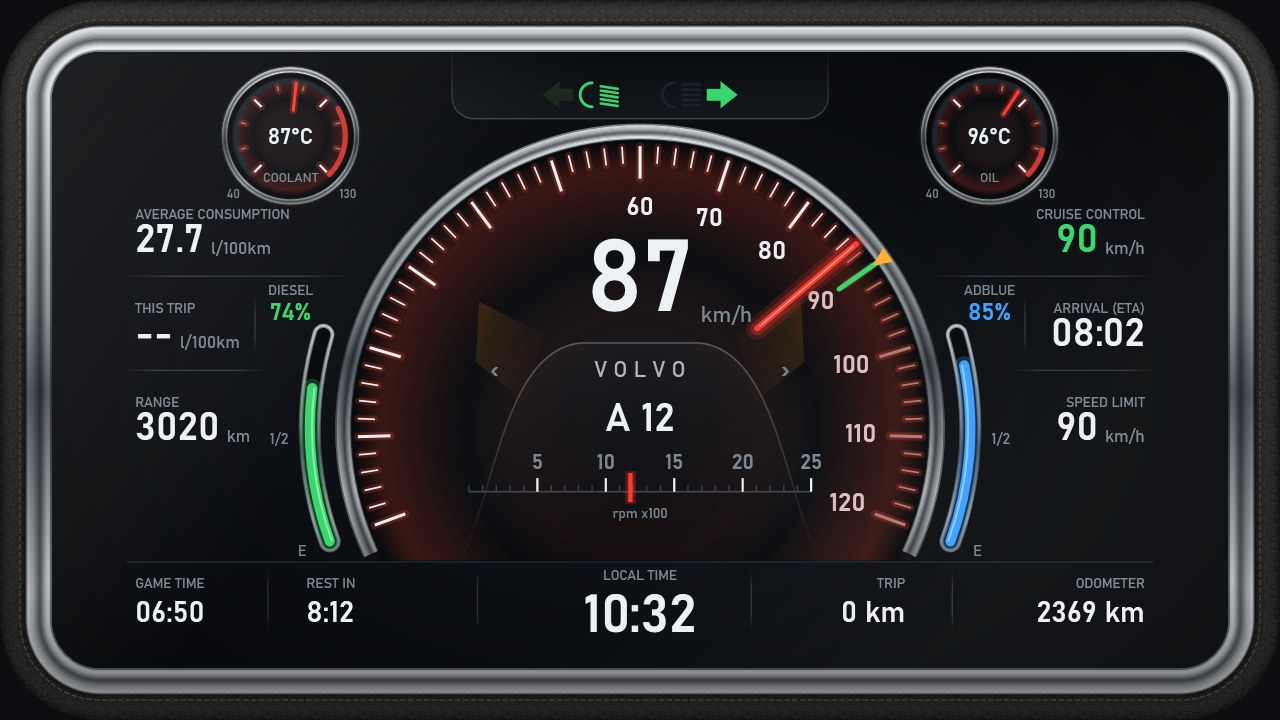 87°C
COOLANT
40 130
96°C
OIL
40 130
AVERAGE CONSUMPTION
27.7 l/100km
THIS TRIP
-- l/100km
RANGE
3020 km
DIESEL
74%
1/2
E
60
70
80
90
100
110
120
87 km/h
‹ ›
VOLVO
A 12
5 10 15 20 25
rpm x100
CRUISE CONTROL
90 km/h
ADBLUE
85%
1/2
E
ARRIVAL (ETA)
08:02
SPEED LIMIT
90 km/h
GAME TIME
06:50
REST IN
8:12
LOCAL TIME
10:32
TRIP
0 km
ODOMETER
2369 km